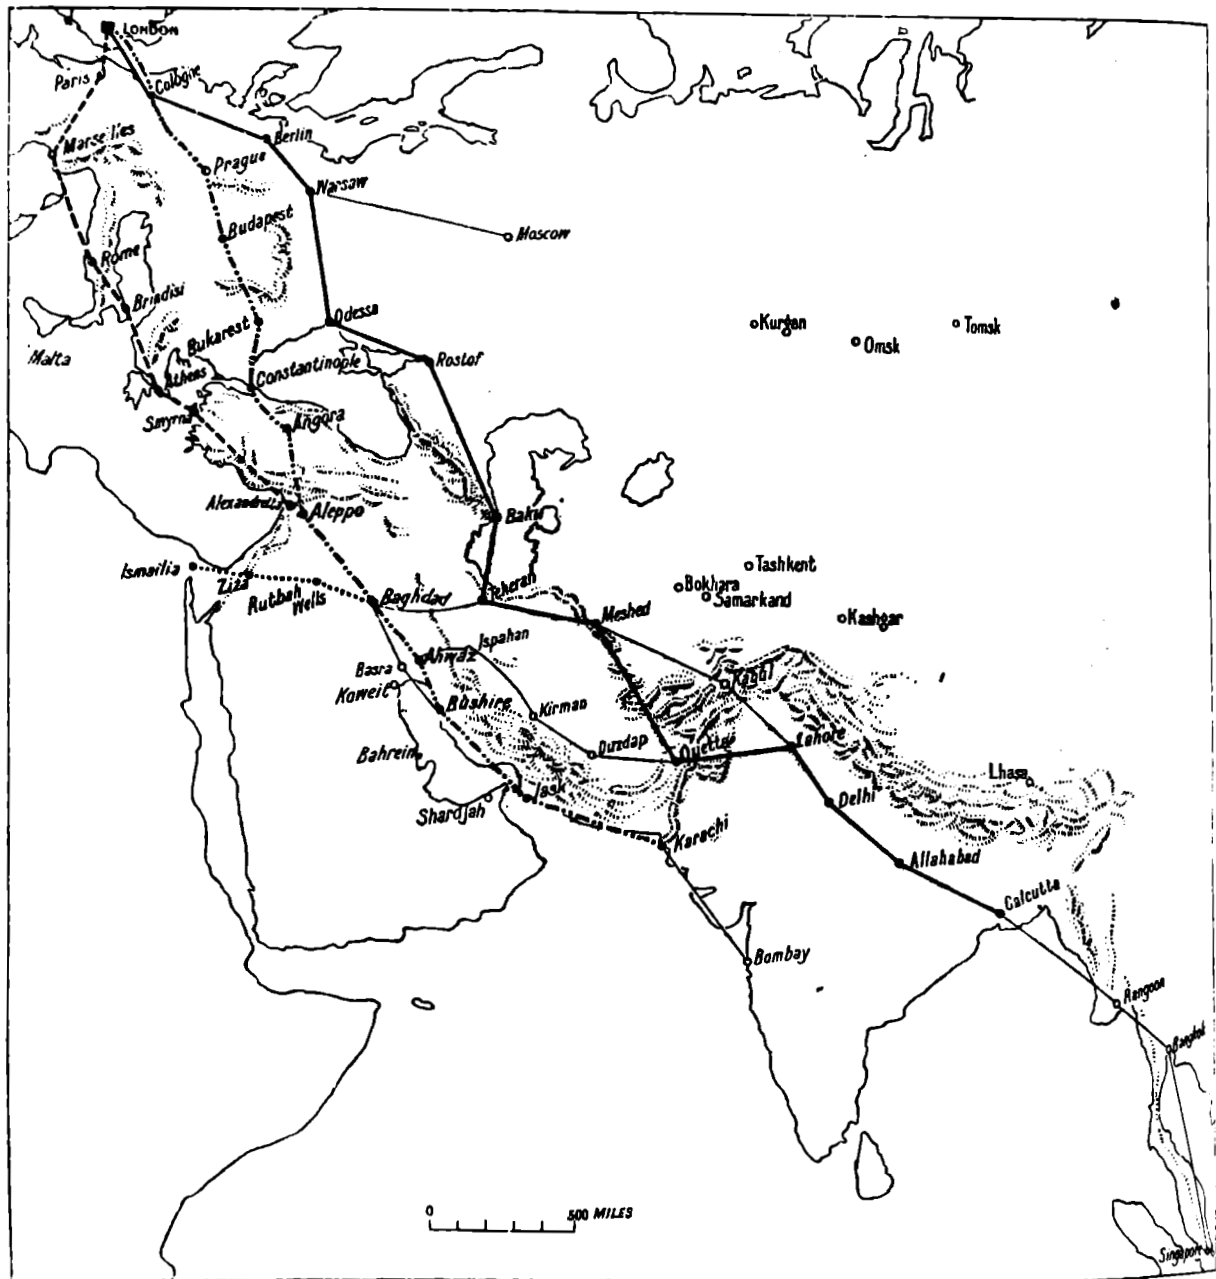 LONDON
Paris
Cologne
Berlin
Marseilles
Prague
Warsaw
Budapest
Moscow
Rome
Brindisi
Odessa
Kurgan
Tomsk
Omsk
Bukarest
Malta
Rostof
Athens
Constantinople
Smyrna
Angora
Alexandretta
Aleppo
Baku
Ismailia
Ziza
Rutbah
Wells
Baghdad
Teheran
Tashkent
Bokhara
Samarkand
Kashgar
Meshed
Ispahan
Ahwaz
Basra
Koweit
Kabul
Bushire
Kirman
Duzdap
Quetta
Lahore
Bahrein
Lhasa
Jask
Shardjah
Delhi
Karachi
Allahabad
Calcutta
Bombay
Rangoon
Bangkok
0 500 MILES
Singapore